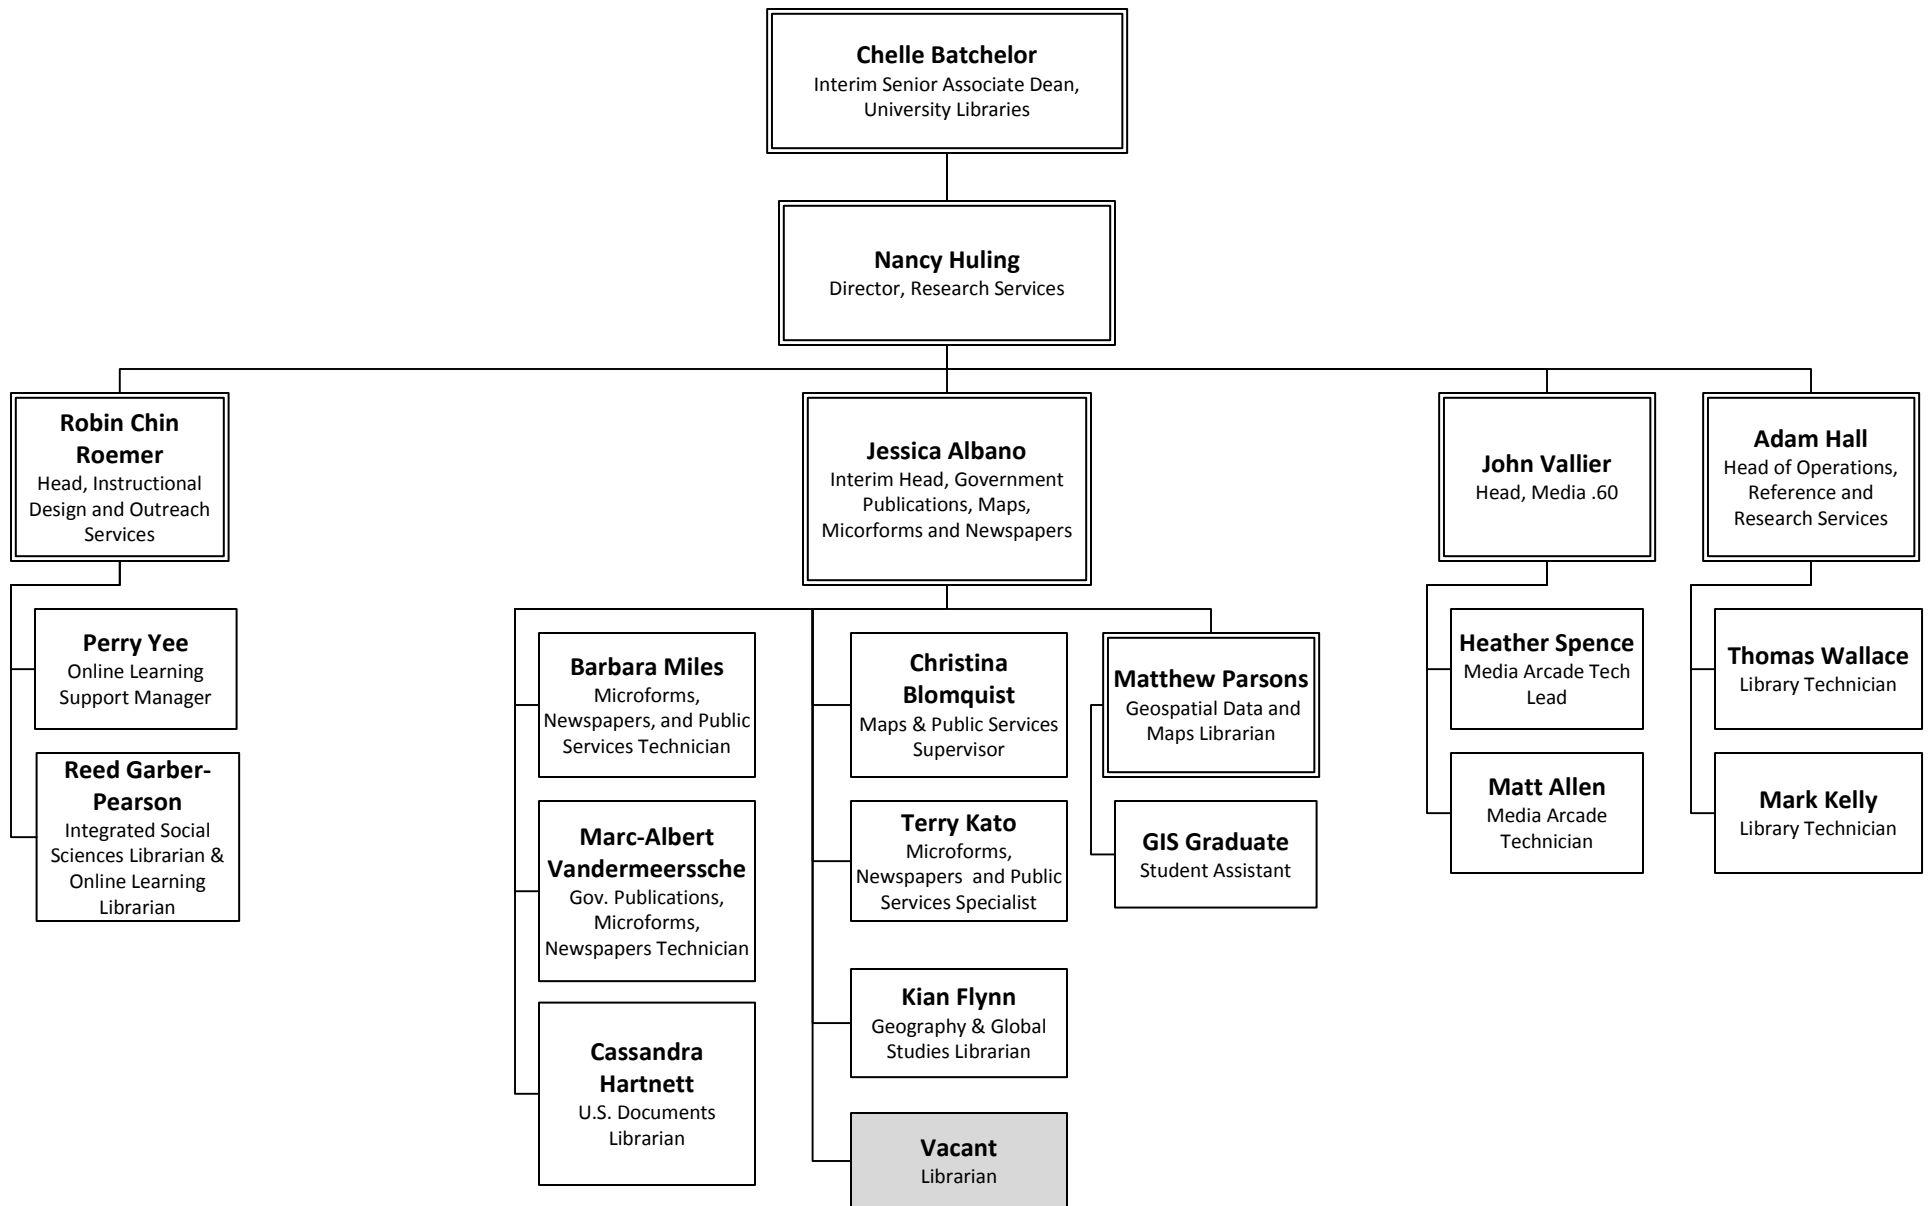 Chelle Batchelor
Interim Senior Associate Dean,
University Libraries
Nancy Huling
Director, Research Services
Robin Chin
Roemer
Head, Instructional
Design and Outreach
Services
Jessica Albano
Interim Head, Government
Publications, Maps,
Micorforms and Newspapers
John Vallier
Head, Media .60
Adam Hall
Head of Operations,
Reference and
Research Services
Perry Yee
Online Learning
Support Manager
Reed Garber-
Pearson
Integrated Social
Sciences Librarian &
Online Learning
Librarian
Barbara Miles
Microforms,
Newspapers, and Public
Services Technician
Marc-Albert
Vandermeerssche
Gov. Publications,
Microforms,
Newspapers Technician
Cassandra
Hartnett
U.S. Documents
Librarian
Christina
Blomquist
Maps & Public Services
Supervisor
Terry Kato
Microforms,
Newspapers and Public
Services Specialist
Kian Flynn
Geography & Global
Studies Librarian
Vacant
Librarian
Matthew Parsons
Geospatial Data and
Maps Librarian
GIS Graduate
Student Assistant
Heather Spence
Media Arcade Tech
Lead
Matt Allen
Media Arcade
Technician
Thomas Wallace
Library Technician
Mark Kelly
Library Technician